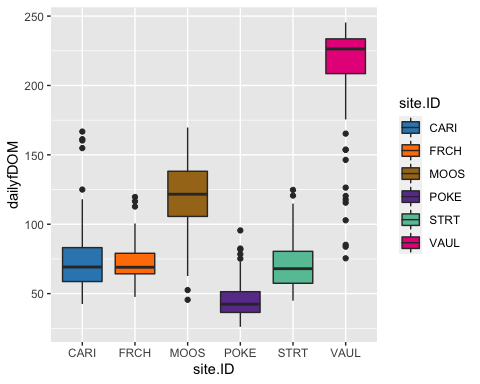 250
200
150
100
50
dailyfDOM
CARI FRCH MOOS POKE STRT VAUL
site.ID
site.ID
CARI
FRCH
MOOS
POKE
STRT
VAUL